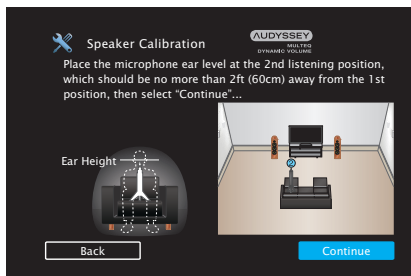 Speaker Calibration
AUDYSSEY
MULTEQ
DYNAMIC VOLUME
Place the microphone ear level at the 2nd listening position,
which should be no more than 2ft (60cm) away from the 1st
position, then select “Continue”...
Ear Height
2
Back
Continue